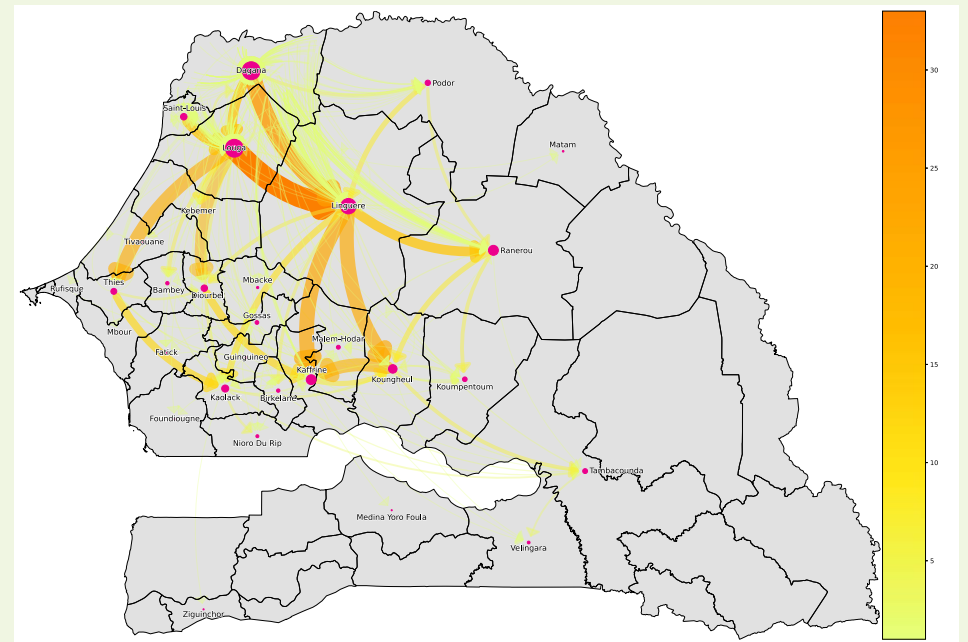 Dagana
Podor
Saint-Louis
Louga
Matam
Linguere
Kebemer
Tivaouane
Ranerou
Rufisque
Thies
Bambey
Diourbel
Mbacke
Gossas
Mbour
Fatick
Guinguineo
Malem-Hodar
Kaffrine
Koungheul
Koumpentoum
Kaolack
Birkelane
Foundiougne
Nioro Du Rip
Tambacounda
Medina Yoro Foula
Velingara
Ziguinchor
30
25
20
15
10
5